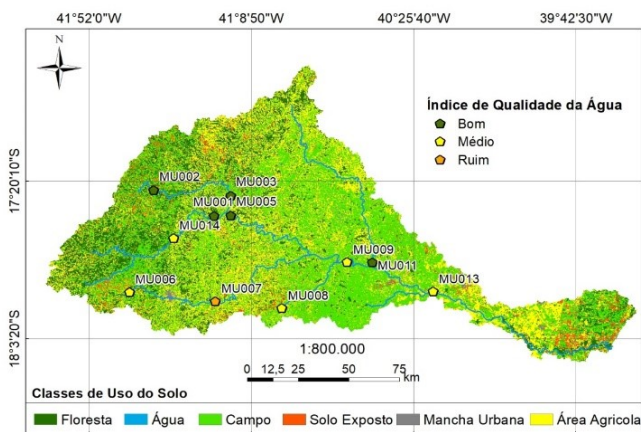 41°52'0"W 41°8'50"W 40°25'40"W 39°42'30"W
N
Índice de Qualidade da Água
Bom
Médio
Ruim
17°20'10"S
MU002
MU003
MU001 MU005
MU014
MU009
MU011
MU006
MU007
MU008
MU013
18°3'20"S
1:800.000
0 12,5 25 50 75
km
Classes de Uso do Solo
Floresta Água Campo Solo Exposto Mancha Urbana Área Agricola